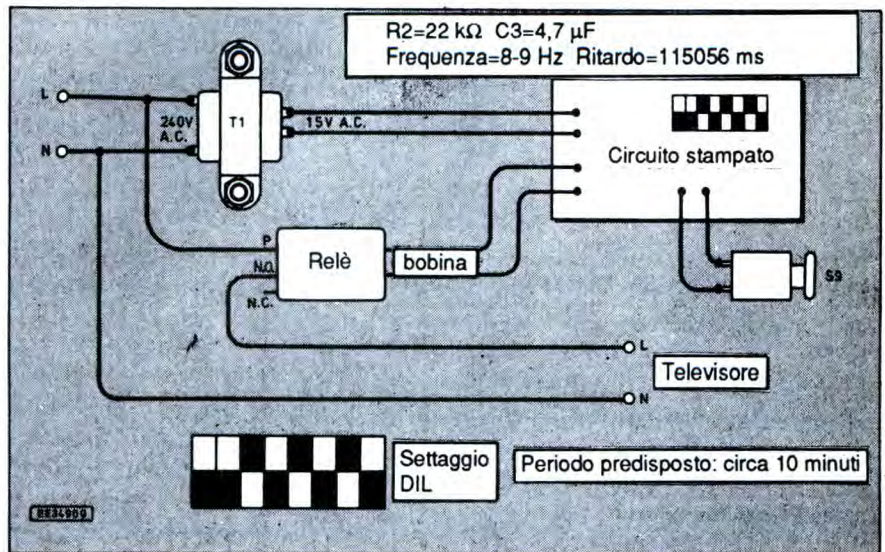 R2=22 kΩ C3=4,7 µF
Frequenza=8-9 Hz Ritardo=115056 ms
L
240V
A.C.
T1
15V A.C.
N
Circuito stampato
P
Relè
bobina
N.O.
N.C.
S9
L
Televisore
N
Settaggio
DIL
Periodo predisposto: circa 10 minuti